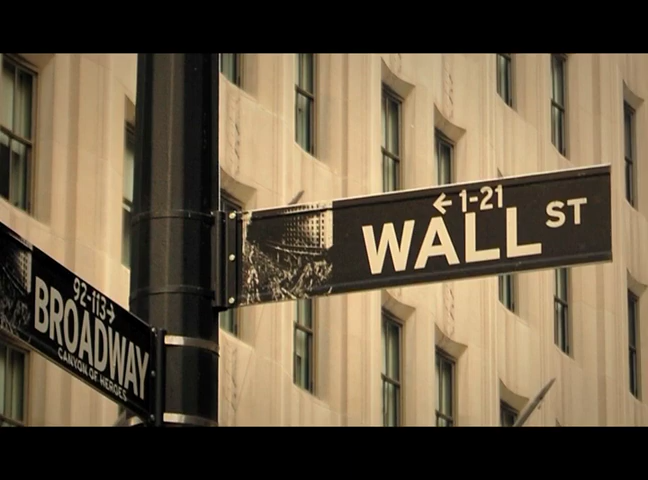 ← 1-21
WALL ST
92-113→
BROADWAY
CANYON OF HEROES